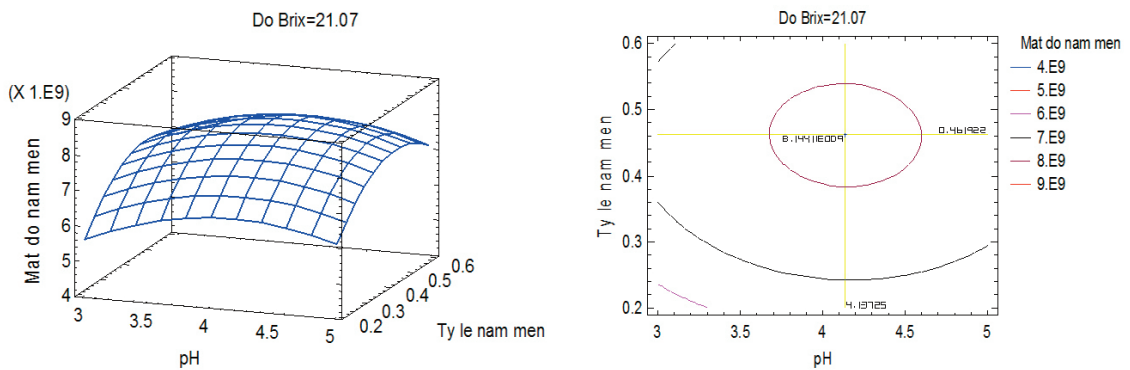 Do Brix=21.07
(X 1.E9)
Mat do nam men
9
8
7
6
5
4
3
3.5
4
4.5
5
pH
0.2
0.3
0.4
0.5
0.6
Ty le nam men
Do Brix=21.07
Ty le nam men
0.6
0.5
0.4
0.3
0.2
8.14411E009
0.461922
4.13725
3
3.5
4
4.5
5
pH
Mat do nam men
4.E9
5.E9
6.E9
7.E9
8.E9
9.E9